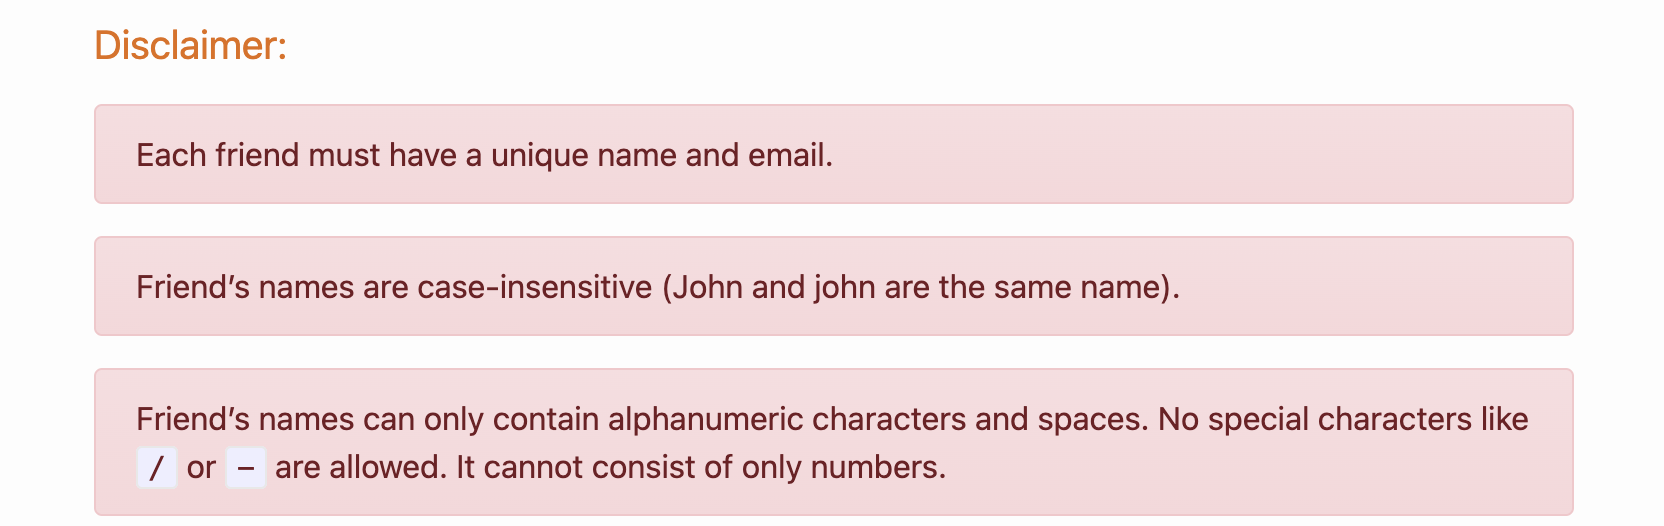 Disclaimer:
Each friend must have a unique name and email.
Friend’s names are case-insensitive (John and john are the same name).
Friend’s names can only contain alphanumeric characters and spaces. No special characters like
/ or - are allowed. It cannot consist of only numbers.